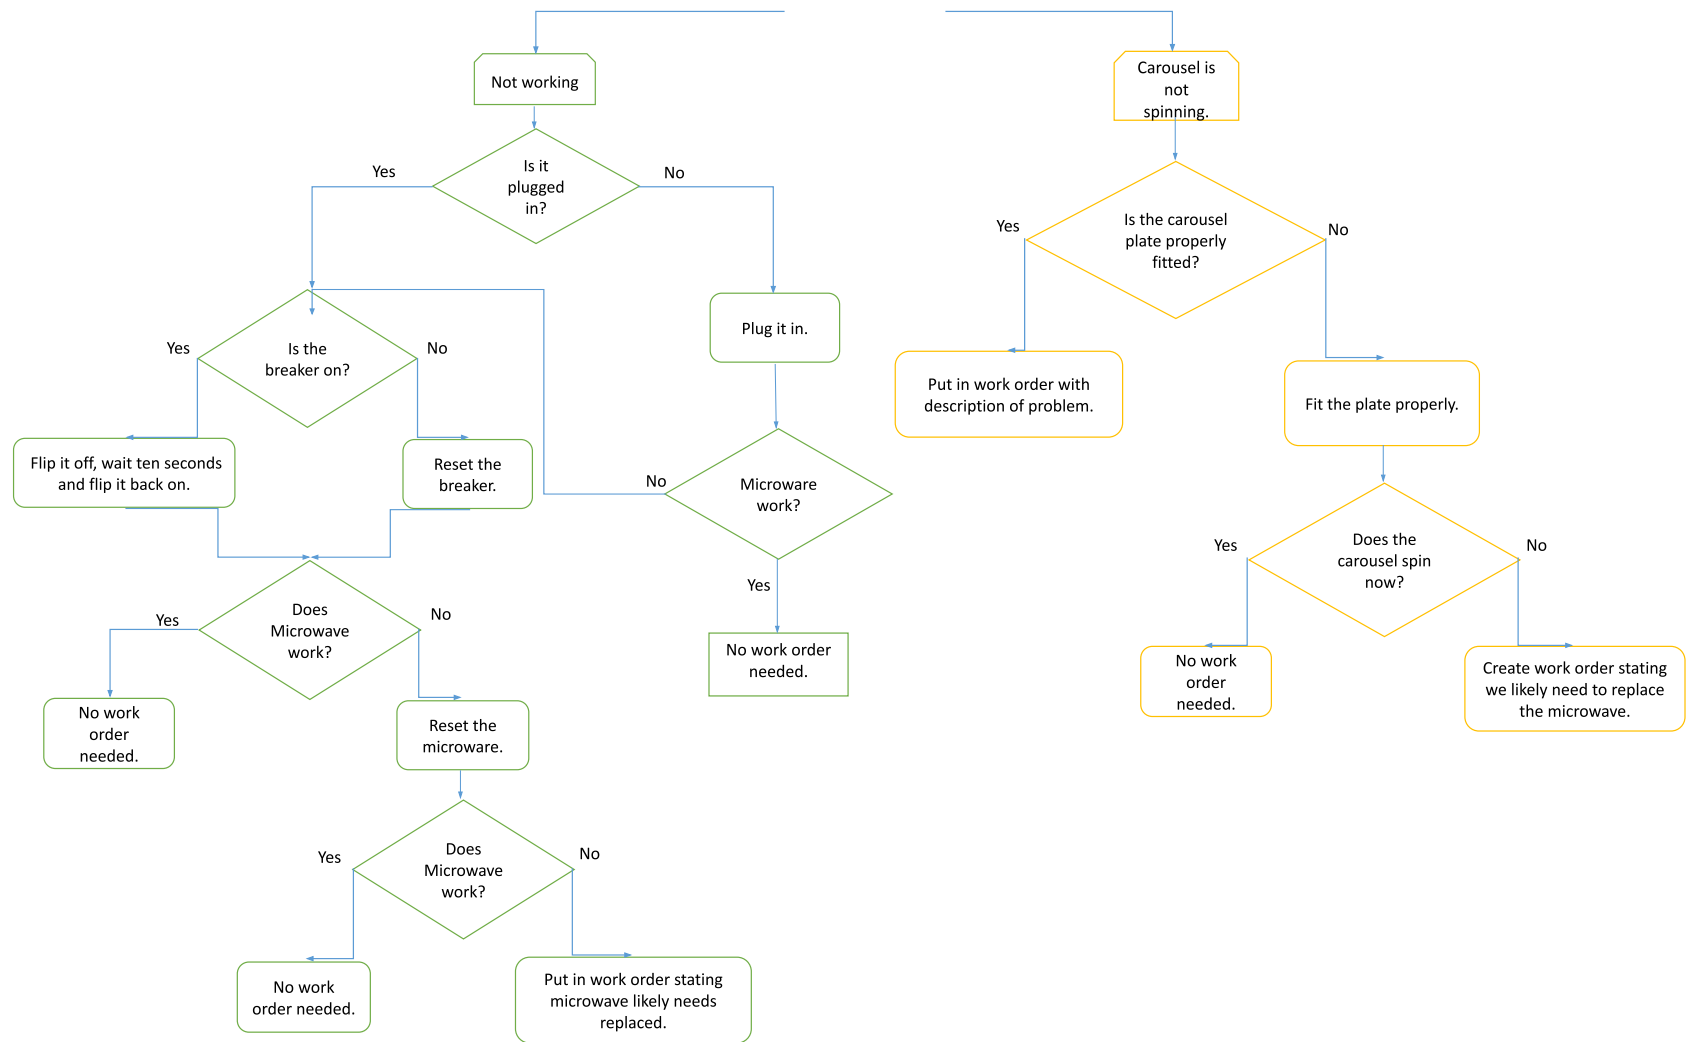 Not working
Carousel is
not
spinning.
Is it
plugged
in?
Yes
No
Is the carousel
plate properly
fitted?
Yes
No
Is the
breaker on?
Yes
No
Plug it in.
Put in work order with
description of problem.
Fit the plate properly.
Flip it off, wait ten seconds
and flip it back on.
Reset the
breaker.
No
Microware
work?
Yes
Does the
carousel spin
now?
Yes
No
Does
Microwave
work?
Yes
No
No work order
needed.
No work
order
needed.
Create work order stating
we likely need to replace
the microwave.
No work
order
needed.
Reset the
microware.
Does
Microwave
work?
Yes
No
No work
order needed.
Put in work order stating
microwave likely needs
replaced.